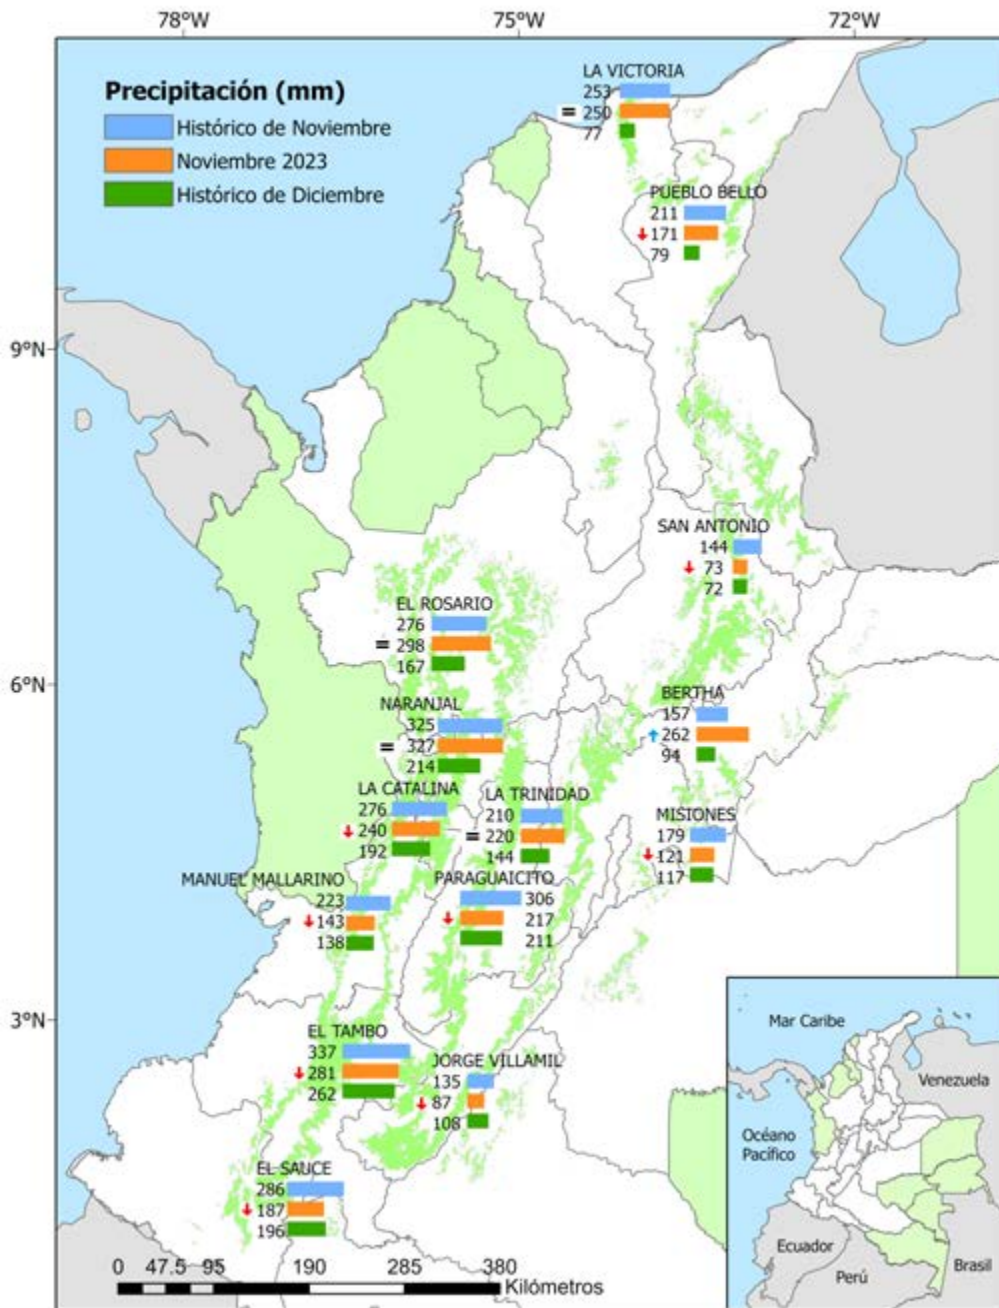 78°W 75°W 72°W
Precipitación (mm)
Histórico de Noviembre
Noviembre 2023
Histórico de Diciembre
LA VICTORIA
253
= 250
77
PUEBLO BELLO
211
↓ 171
79
9°N
SAN ANTONIO
144
↓ 73
72
EL ROSARIO
276
= 298
167
6°N
BERTHA
157
↑ 262
94
NARANJAL
325
= 327
214
LA CATALINA
276
↓ 240
192
LA TRINIDAD
210
= 220
144
MISIONES
179
↓ 121
117
MANUEL MALLARINO
223
↓ 143
138
PARAGUAICITO
306
↓ 217
211
3°N
EL TAMBO
337
↓ 281
262
JORGE VILLAMIL
135
↓ 87
108
EL SAUCE
286
↓ 187
196
0 47.5 95 190 285 380
Kilómetros
Mar Caribe
Venezuela
Océano
Pacífico
Ecuador
Perú
Brasil